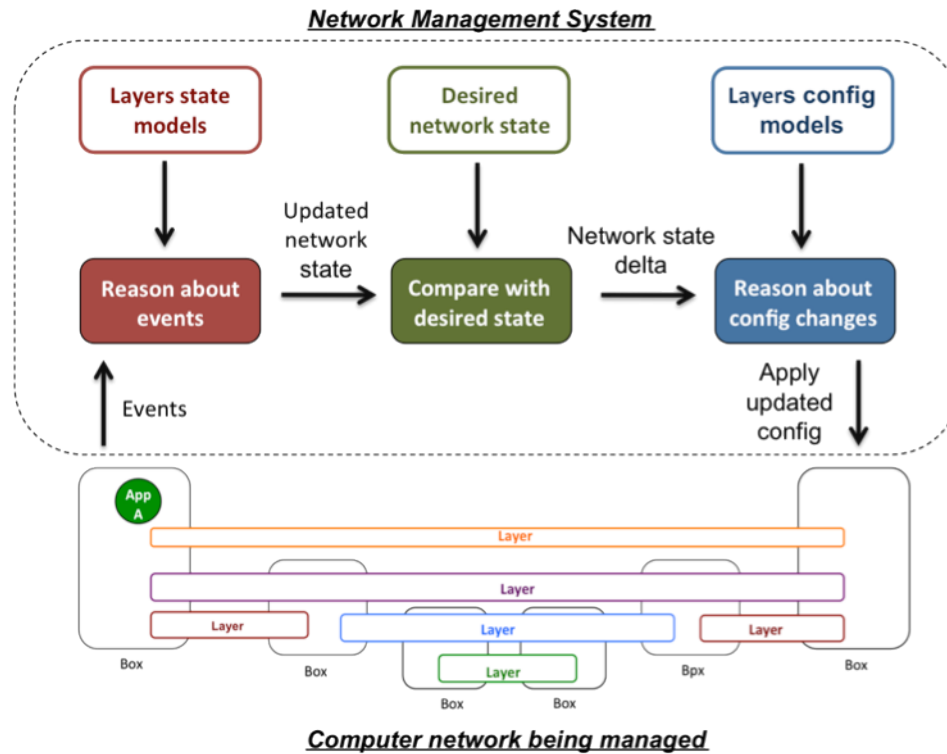 Network Management System
Layers state
models
Desired
network state
Layers config
models
Updated
network
state
Network state
delta
Reason about
events
Compare with
desired state
Reason about
config changes
Events
Apply
updated
config
App
A
Layer
Layer
Layer
Layer
Layer
Layer
Box
Box
Box
Box
Bpx
Box
Computer network being managed